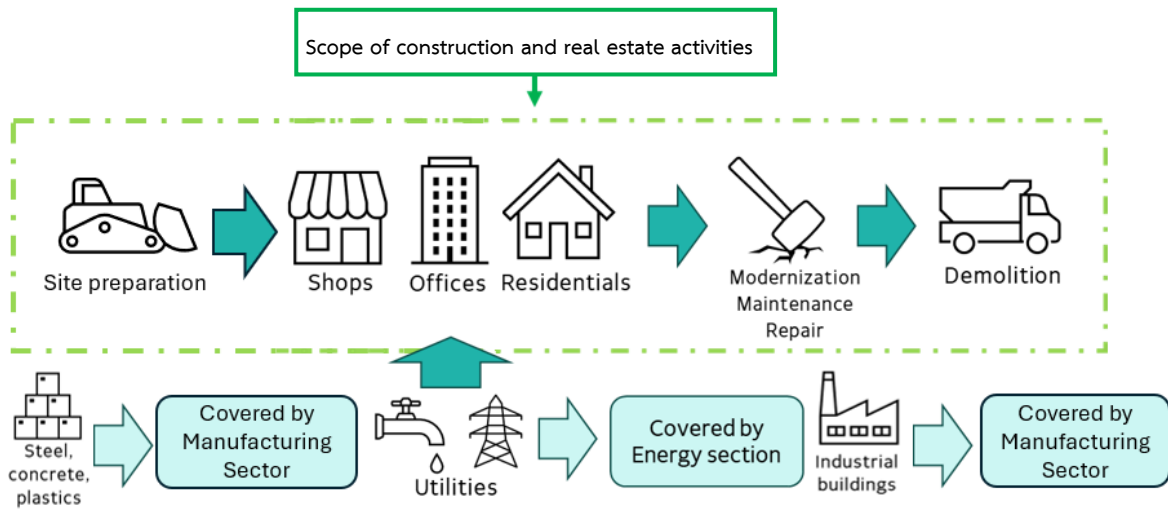 Scope of construction and real estate activities
Site preparation
Shops
Offices
Residentials
Modernization
Maintenance
Repair
Demolition
Steel,
concrete,
plastics
Covered by
Manufacturing
Sector
Utilities
Covered by
Energy section
Industrial
buildings
Covered by
Manufacturing
Sector